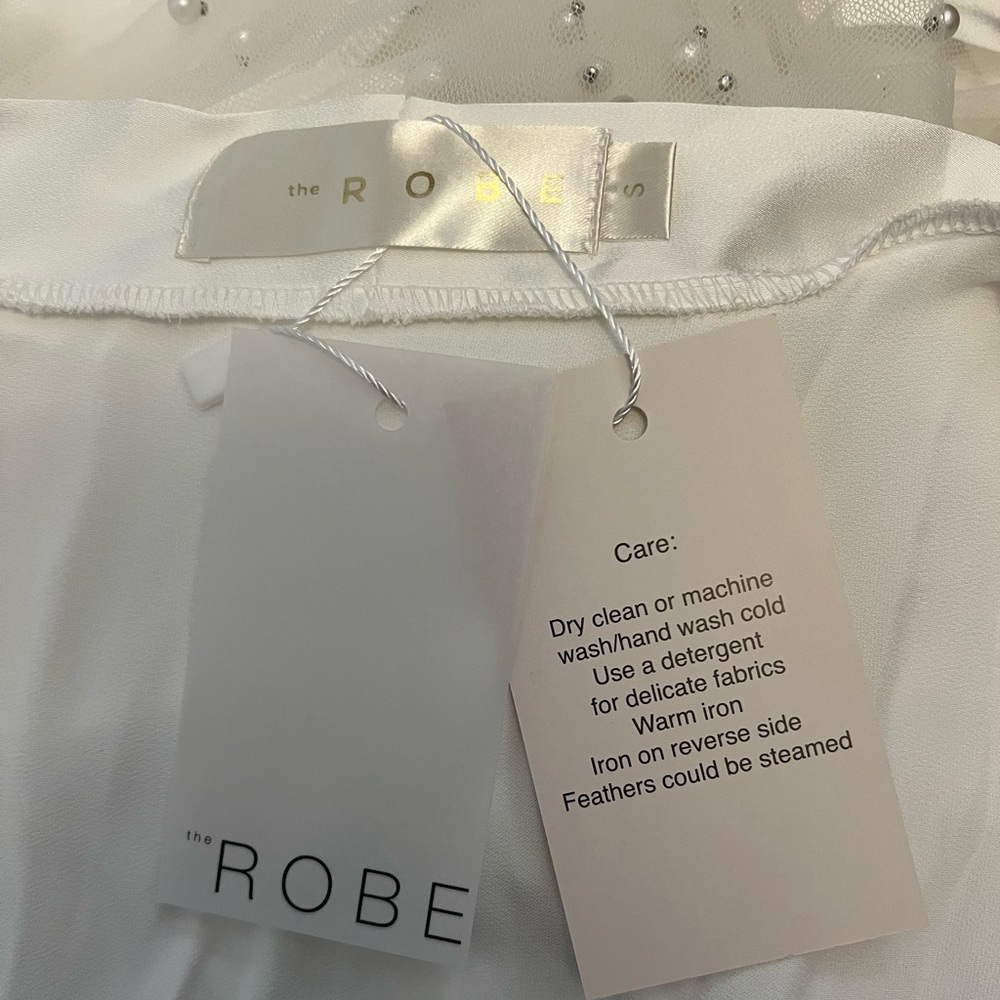 the ROBE
S
the ROBE
Care:
Dry clean or machine
wash/hand wash cold
Use a detergent
for delicate fabrics
Warm iron
Iron on reverse side
Feathers could be steamed